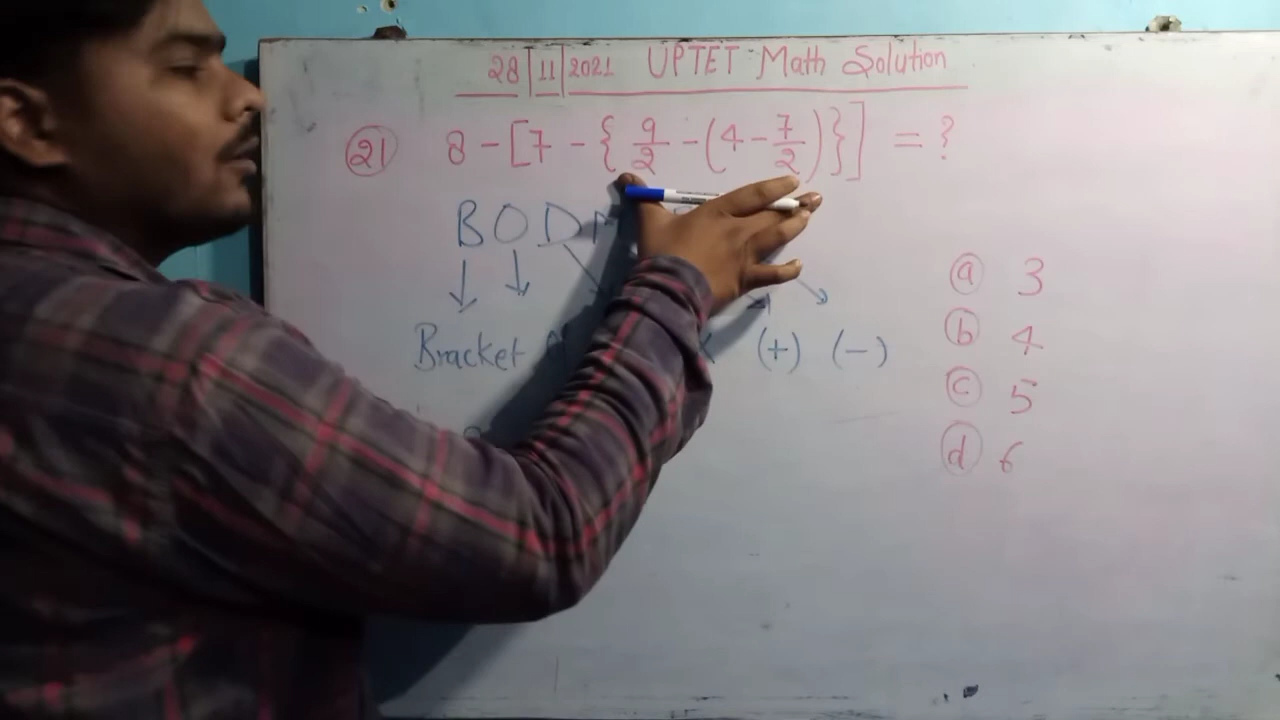 28|11|2021 UPTET Math Solution
21 8 - [7 - { 9/2 - (4 - 7/2)}] = ?
BOD
Bracket (+) (-)
a 3
b 4
c 5
d 6